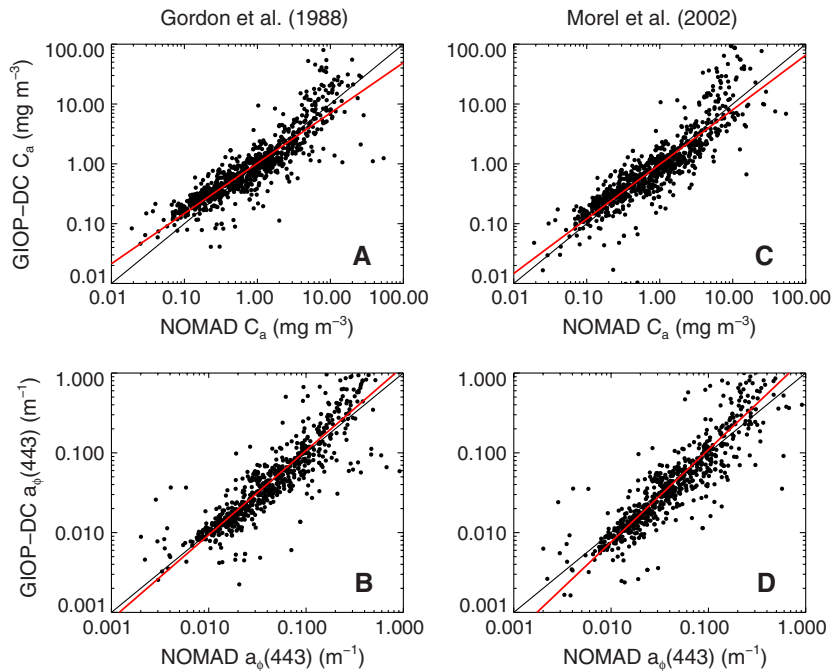 Gordon et al. (1988)
Morel et al. (2002)
GIOP−DC Cₐ (mg m⁻³)
100.00
10.00
1.00
0.10
0.01
A
0.01 0.10 1.00 10.00 100.00
NOMAD Cₐ (mg m⁻³)
GIOP−DC Cₐ (mg m⁻³)
100.00
10.00
1.00
0.10
0.01
C
0.01 0.10 1.00 10.00 100.00
NOMAD Cₐ (mg m⁻³)
GIOP−DC aϕ(443) (m⁻¹)
1.000
0.100
0.010
0.001
B
0.001 0.010 0.100 1.000
NOMAD aϕ(443) (m⁻¹)
1.000
0.100
0.010
0.001
D
0.001 0.010 0.100 1.000
NOMAD aϕ(443) (m⁻¹)